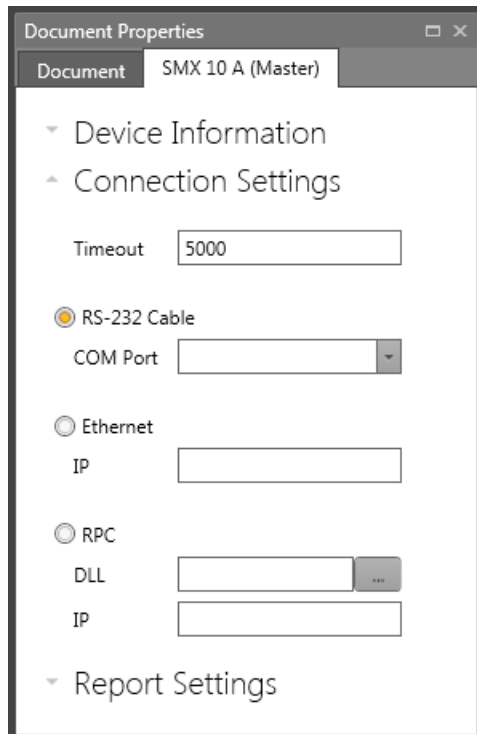 Document Properties
Document
SMX 10 A (Master)
Device Information
Connection Settings
Timeout 5000
RS-232 Cable
COM Port
Ethernet
IP
RPC
DLL ...
IP
Report Settings